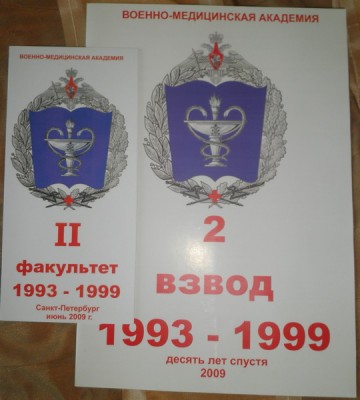 ВОЕННО-МЕДИЦИНСКАЯ АКАДЕМИЯ
II
факультет
1993 - 1999
Санкт-Петербург
июнь 2009 г.
ВОЕННО-МЕДИЦИНСКАЯ АКАДЕМИЯ
2
взвод
1993 - 1999
десять лет спустя
2009